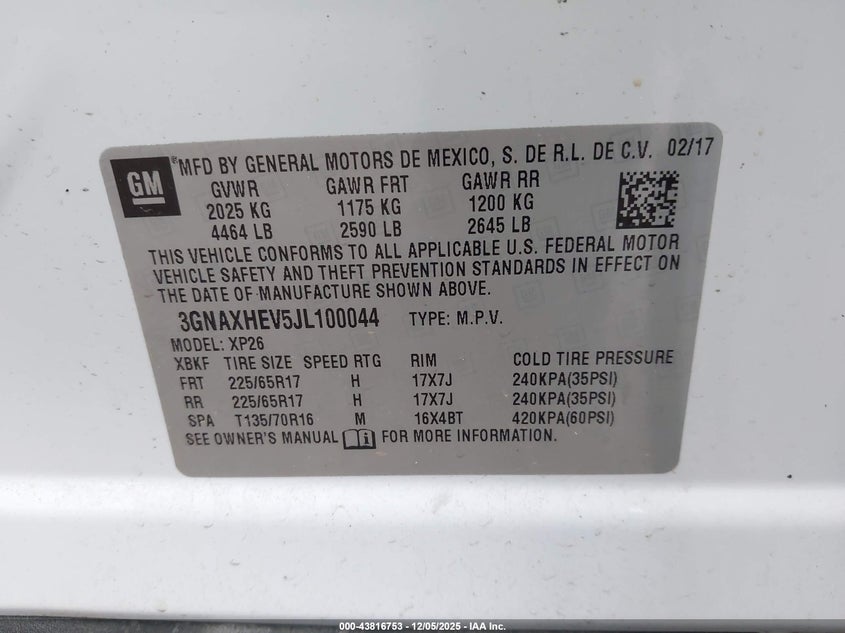 GM ® MFD BY GENERAL MOTORS DE MEXICO, S. DE R.L. DE C.V. 02/17
GVWR GAWR FRT GAWR RR
2025 KG 1175 KG 1200 KG
4464 LB 2590 LB 2645 LB
THIS VEHICLE CONFORMS TO ALL APPLICABLE U.S. FEDERAL MOTOR
VEHICLE SAFETY AND THEFT PREVENTION STANDARDS IN EFFECT ON
THE DATE OF MANUFACTURE SHOWN ABOVE.
3GNAXHEV5JL100044 TYPE: M.P.V.
MODEL: XP26
XBKF TIRE SIZE SPEED RTG RIM COLD TIRE PRESSURE
FRT 225/65R17 H 17X7J 240KPA(35PSI)
RR 225/65R17 H 17X7J 240KPA(35PSI)
SPA T135/70R16 M 16X4BT 420KPA(60PSI)
SEE OWNER'S MANUAL FOR MORE INFORMATION.
000-43816753 - 12/05/2025 - IAA Inc.